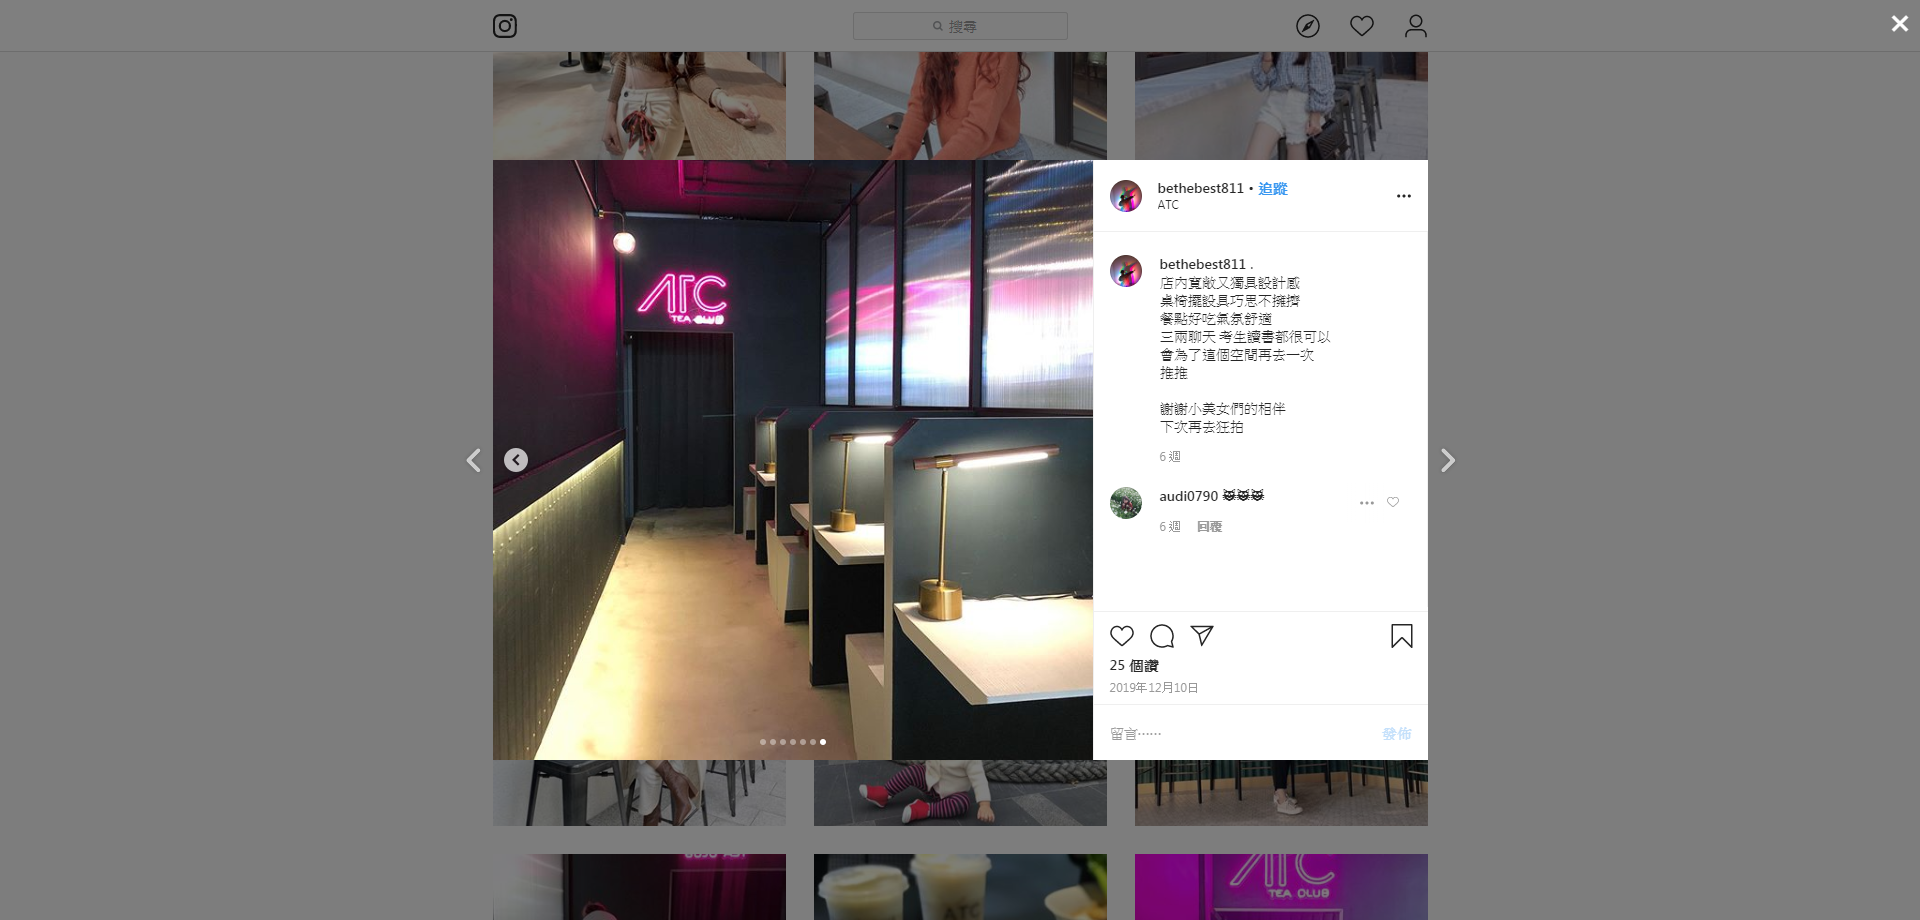 搜尋
ATC
TEA CLUB
bethebest811 • 追蹤
ATC
bethebest811 .
店內寬敞又獨具設計感
桌椅擺設具巧思不擁擠
餐點好吃氣氛舒適
三兩聊天 考生讀書都很可以
會為了這個空間再去一次
推推
謝謝小美女們的相伴
下次再去狂拍
6 週
audi0790
6 週 回覆
25 個讚
2019年12月10日
留言......
發佈
ATC
ATC
TEA CLUB